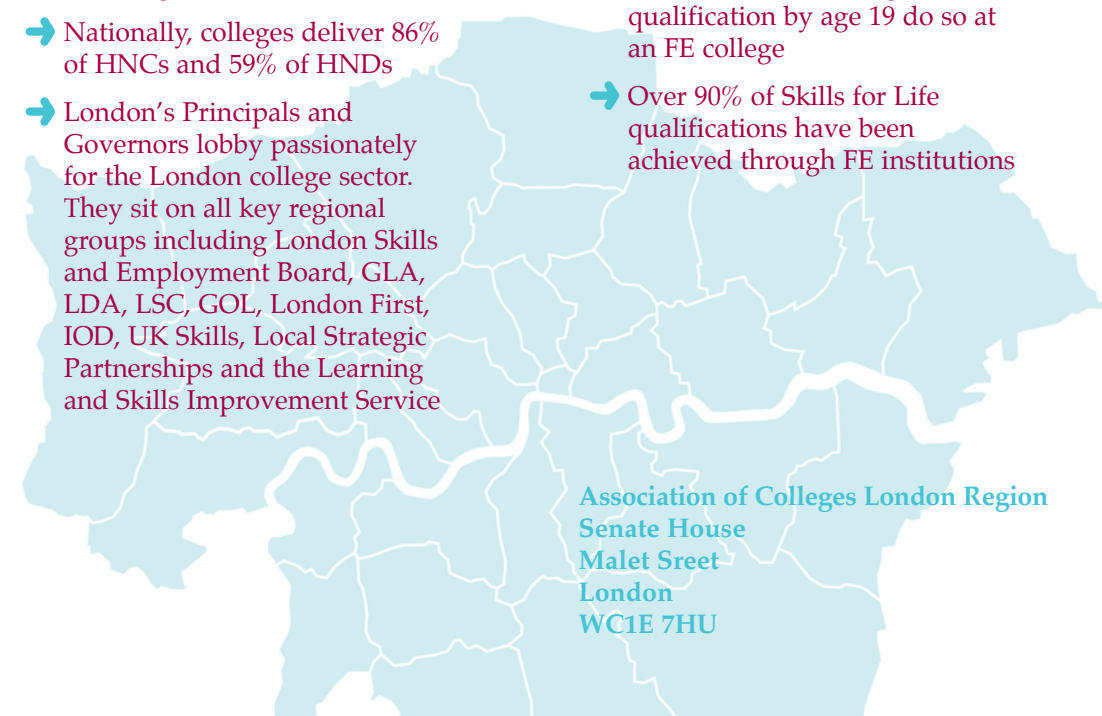 Nationally, colleges deliver 86%
of HNCs and 59% of HNDs
London’s Principals and
Governors lobby passionately
for the London college sector.
They sit on all key regional
groups including London Skills
and Employment Board, GLA,
LDA, LSC, GOL, London First,
IOD, UK Skills, Local Strategic
Partnerships and the Learning
and Skills Improvement Service
qualification by age 19 do so at
an FE college
Over 90% of Skills for Life
qualifications have been
achieved through FE institutions
Association of Colleges London Region
Senate House
Malet Sreet
London
WC1E 7HU